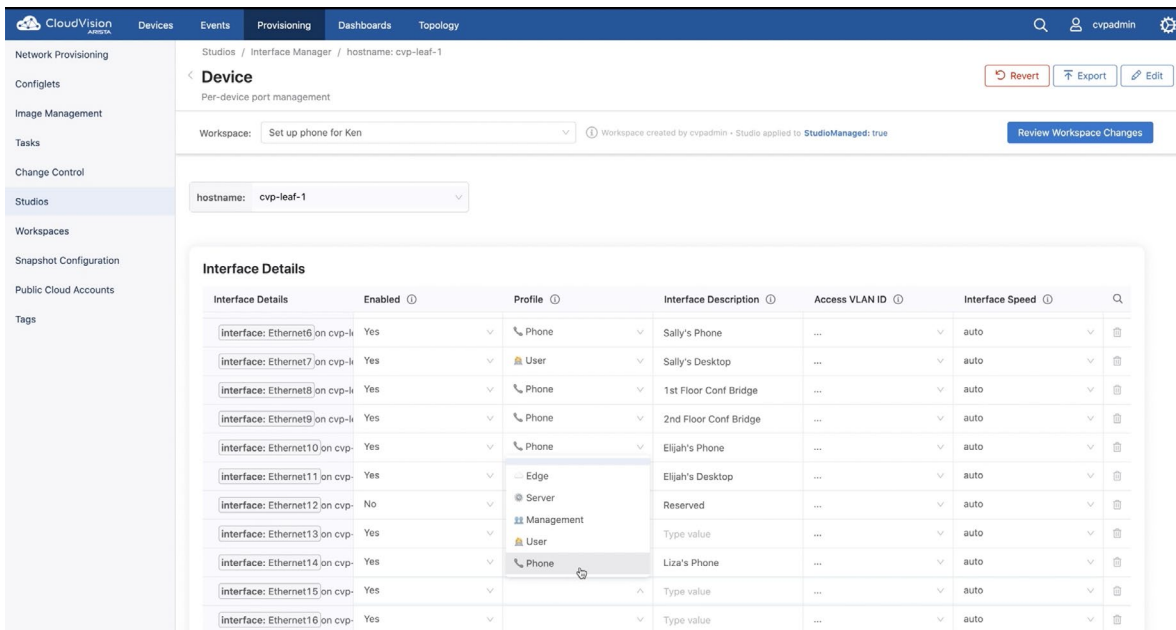 CloudVision
ARISTA
Devices
Events
Provisioning
Dashboards
Topology
cvpadmin
Network Provisioning
Configlets
Image Management
Tasks
Change Control
Studios
Workspaces
Snapshot Configuration
Public Cloud Accounts
Tags
Studios / Interface Manager / hostname: cvp-leaf-1
Device
Per-device port management
Revert
Export
Edit
Workspace: Set up phone for Ken
Workspace created by cvpadmin • Studio applied to StudioManaged: true
Review Workspace Changes
hostname: cvp-leaf-1
Interface Details
Interface Details Enabled Profile Interface Description Access VLAN ID Interface Speed
interface: Ethernet6 on cvp-le Yes Phone Sally's Phone ... auto
interface: Ethernet7 on cvp-le Yes User Sally's Desktop ... auto
interface: Ethernet8 on cvp-le Yes Phone 1st Floor Conf Bridge ... auto
interface: Ethernet9 on cvp-le Yes Phone 2nd Floor Conf Bridge ... auto
interface: Ethernet10 on cvp- Yes Phone Elijah's Phone ... auto
interface: Ethernet11 on cvp- Yes Elijah's Desktop ... auto
interface: Ethernet12 on cvp- No Reserved ... auto
interface: Ethernet13 on cvp- Yes Type value ... auto
interface: Ethernet14 on cvp- Yes Liza's Phone ... auto
interface: Ethernet15 on cvp- Yes Type value ... auto
interface: Ethernet16 on cvp- Yes Type value ... auto
Edge
Server
Management
User
Phone